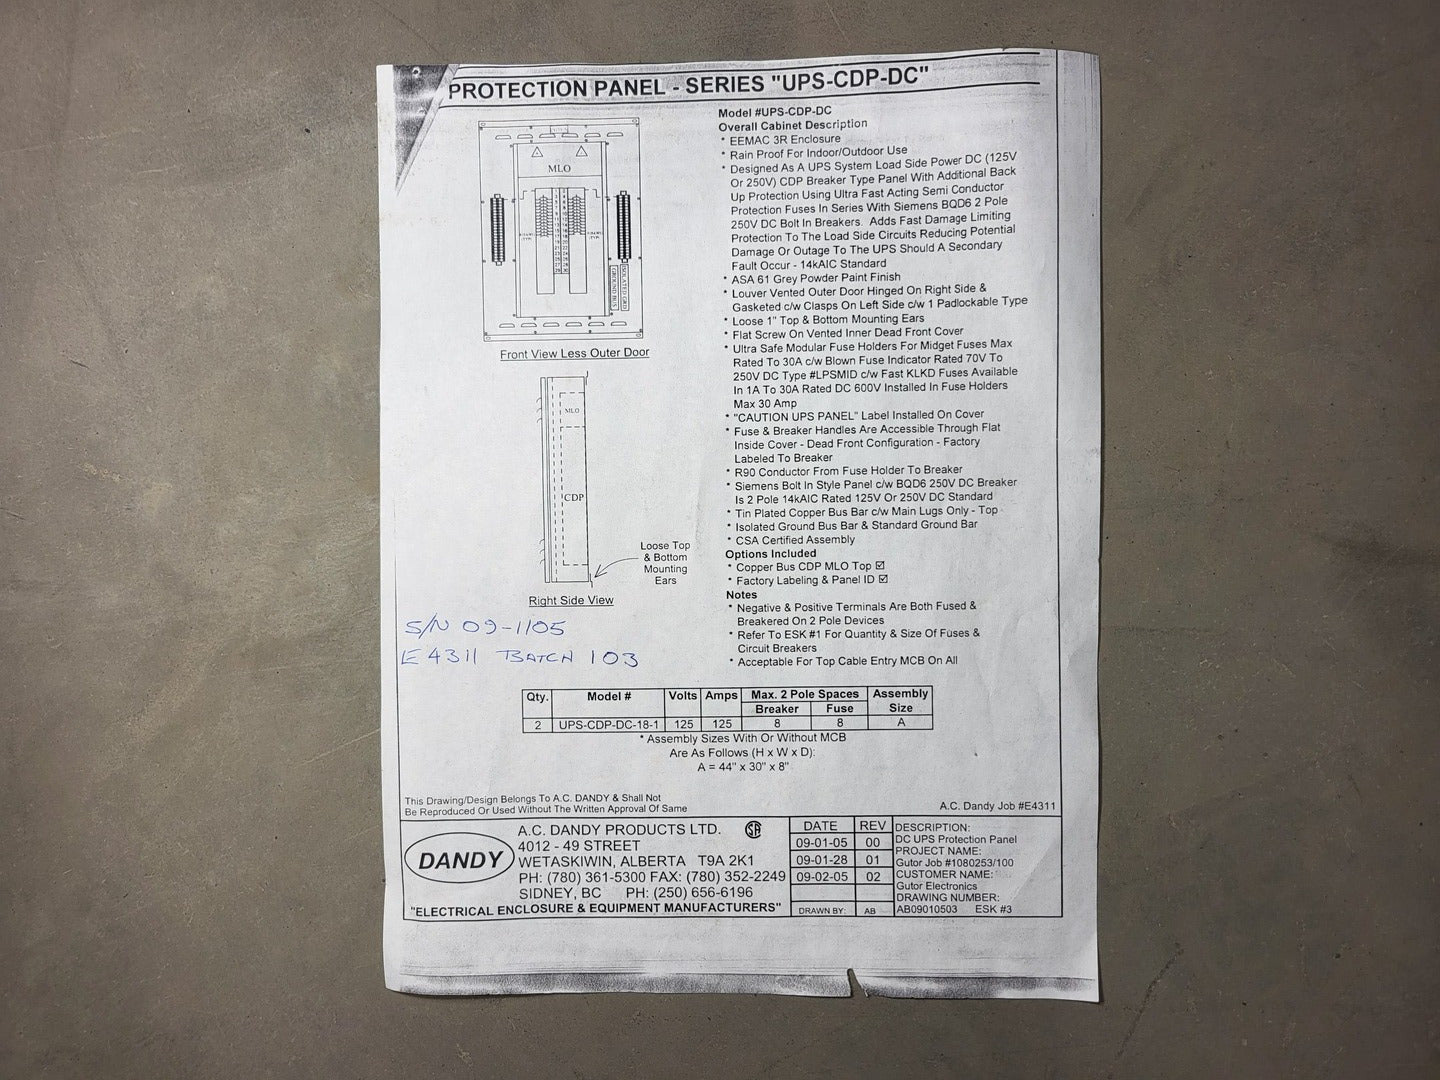 PROTECTION PANEL - SERIES "UPS-CDP-DC"
MLO
GROUND BUS
ISOLATED GRD
Front View Less Outer Door
MLO
CDP
Loose Top
& Bottom
Mounting
Ears
Right Side View
S/N 09-1105
E4311 BATCH 103
Model #UPS-CDP-DC
Overall Cabinet Description
* EEMAC 3R Enclosure
* Rain Proof For Indoor/Outdoor Use
* Designed As A UPS System Load Side Power DC (125V
Or 250V) CDP Breaker Type Panel With Additional Back
Up Protection Using Ultra Fast Acting Semi Conductor
Protection Fuses In Series With Siemens BQD6 2 Pole
250V DC Bolt In Breakers. Adds Fast Damage Limiting
Protection To The Load Side Circuits Reducing Potential
Damage Or Outage To The UPS Should A Secondary
Fault Occur - 14kAIC Standard
* ASA 61 Grey Powder Paint Finish
* Louver Vented Outer Door Hinged On Right Side &
Gasketed c/w Clasps On Left Side c/w 1 Padlockable Type
* Loose 1" Top & Bottom Mounting Ears
* Flat Screw On Vented Inner Dead Front Cover
* Ultra Safe Modular Fuse Holders For Midget Fuses Max
Rated To 30A c/w Blown Fuse Indicator Rated 70V To
250V DC Type #LPSMID c/w Fast KLKD Fuses Available
In 1A To 30A Rated DC 600V Installed In Fuse Holders
Max 30 Amp
* "CAUTION UPS PANEL" Label Installed On Cover
* Fuse & Breaker Handles Are Accessible Through Flat
Inside Cover - Dead Front Configuration - Factory
Labeled To Breaker
* R90 Conductor From Fuse Holder To Breaker
* Siemens Bolt In Style Panel c/w BQD6 250V DC Breaker
Is 2 Pole 14kAIC Rated 125V Or 250V DC Standard
* Tin Plated Copper Bus Bar c/w Main Lugs Only - Top
* Isolated Ground Bus Bar & Standard Ground Bar
* CSA Certified Assembly
Options Included
* Copper Bus CDP MLO Top ☑
* Factory Labeling & Panel ID ☑
Notes
* Negative & Positive Terminals Are Both Fused &
Breakered On 2 Pole Devices
* Refer To ESK #1 For Quantity & Size Of Fuses &
Circuit Breakers
* Acceptable For Top Cable Entry MCB On All
Qty. Model # Volts Amps Max. 2 Pole Spaces Assembly
Breaker Fuse Size
2 UPS-CDP-DC-18-1 125 125 8 8 A
* Assembly Sizes With Or Without MCB
Are As Follows (H x W x D):
A = 44" x 30" x 8"
This Drawing/Design Belongs To A.C. DANDY & Shall Not
Be Reproduced Or Used Without The Written Approval Of Same
A.C. Dandy Job #E4311
DANDY
A.C. DANDY PRODUCTS LTD.
4012 - 49 STREET
WETASKIWIN, ALBERTA T9A 2K1
PH: (780) 361-5300 FAX: (780) 352-2249
SIDNEY, BC PH: (250) 656-6196
"ELECTRICAL ENCLOSURE & EQUIPMENT MANUFACTURERS"
DATE REV
09-01-05 00
09-01-28 01
09-02-05 02
DRAWN BY: AB
DESCRIPTION:
DC UPS Protection Panel
PROJECT NAME:
Gutor Job #1080253/100
CUSTOMER NAME:
Gutor Electronics
DRAWING NUMBER:
AB09010503 ESK #3